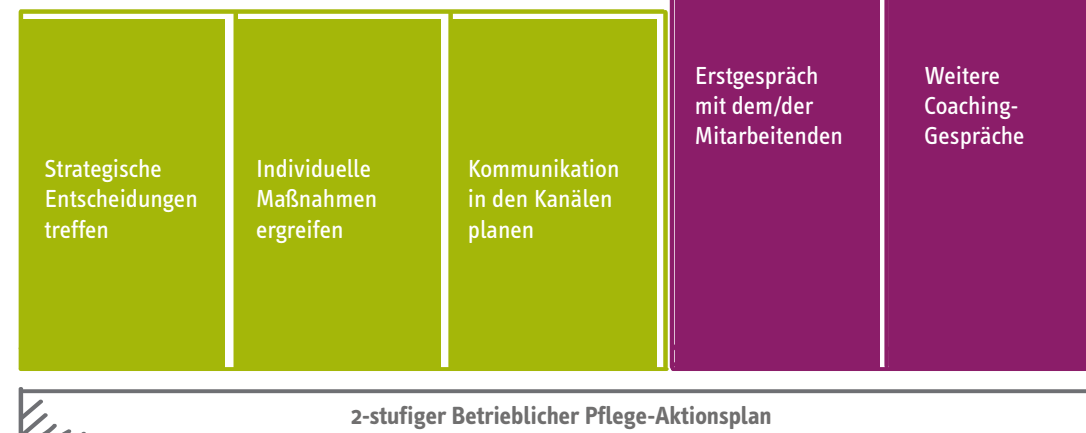 Strategische
Entscheidungen
treffen
Individuelle
Maßnahmen
ergreifen
Kommunikation
in den Kanälen
planen
Erstgespräch
mit dem/der
Mitarbeitenden
Weitere
Coaching-
Gespräche
2-stufiger Betrieblicher Pflege-Aktionsplan